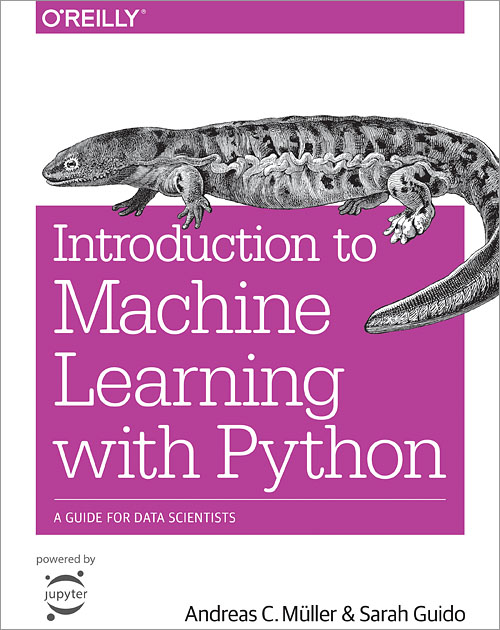 O'REILLY®
Introduction to
Machine
Learning
with Python
A GUIDE FOR DATA SCIENTISTS
powered by
jupyter
Andreas C. Müller & Sarah Guido